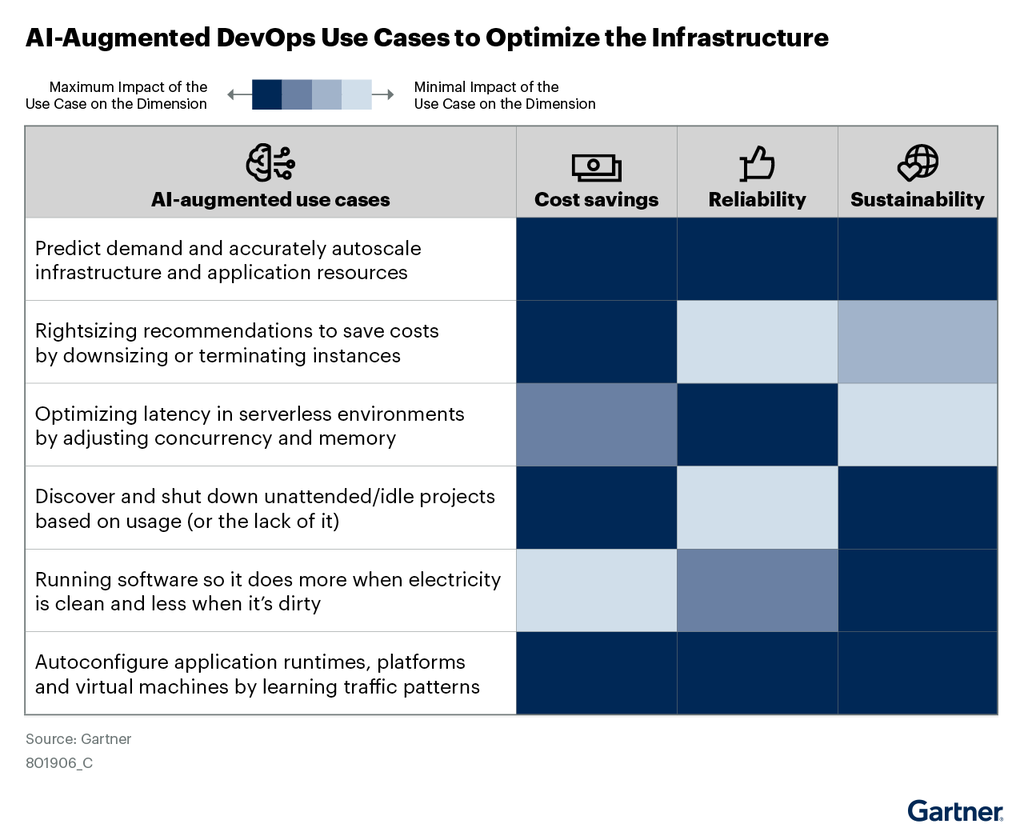 AI-Augmented DevOps Use Cases to Optimize the Infrastructure
Maximum Impact of the
Use Case on the Dimension
Minimal Impact of the
Use Case on the Dimension
AI-augmented use cases
Cost savings
Reliability
Sustainability
Predict demand and accurately autoscale
infrastructure and application resources
Rightsizing recommendations to save costs
by downsizing or terminating instances
Optimizing latency in serverless environments
by adjusting concurrency and memory
Discover and shut down unattended/idle projects
based on usage (or the lack of it)
Running software so it does more when electricity
is clean and less when it’s dirty
Autoconfigure application runtimes, platforms
and virtual machines by learning traffic patterns
Source: Gartner
801906_C
Gartner